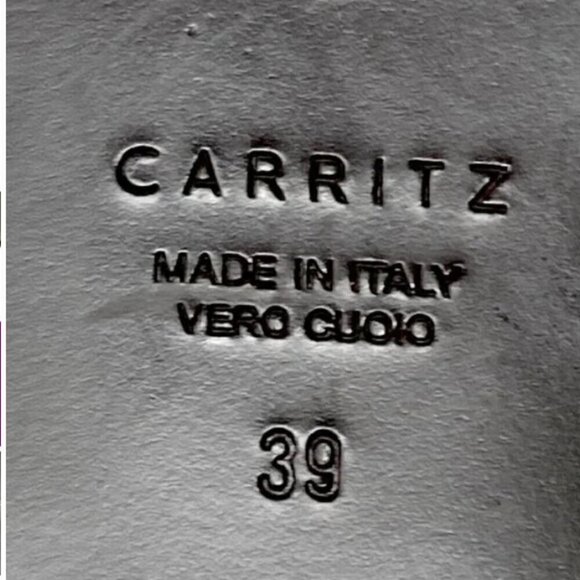 CARRITZ
MADE IN ITALY
VERO CUOIO
39